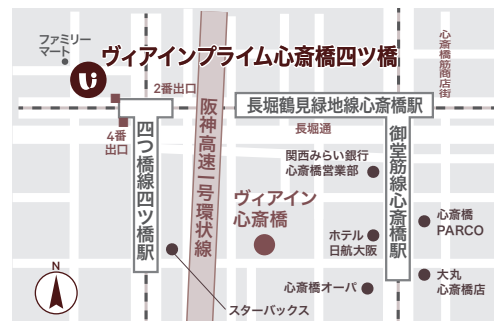 ファミリー
マート
ヴィアインプライム心斎橋四ツ橋
心斎橋筋商店街
2番出口
長堀鶴見緑地線心斎橋駅
長堀通
4番
出口
四つ橋線四ツ橋駅
阪神高速一号環状線
御堂筋線心斎橋駅
関西みらい銀行
心斎橋営業部
ヴィアイン
心斎橋
心斎橋
PARCO
ホテル
日航大阪
大丸
心斎橋店
心斎橋オーパ
スターバックス
N